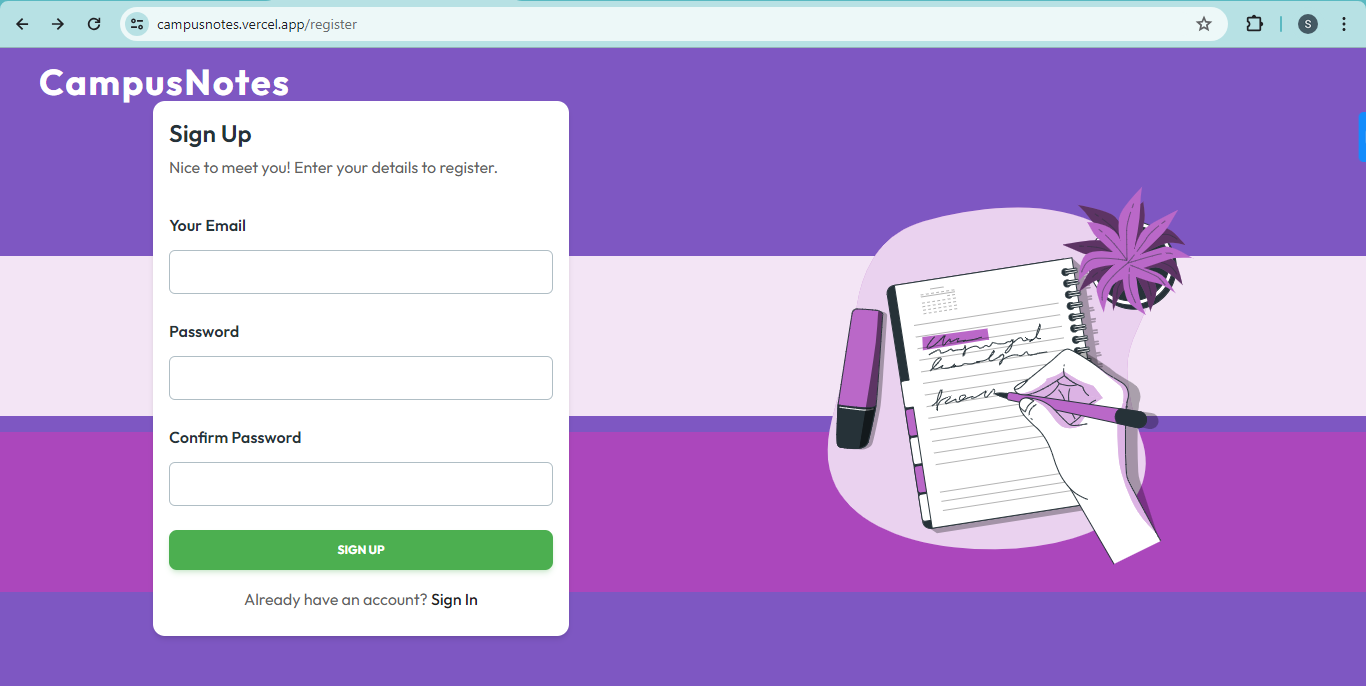 campusnotes.vercel.app/register
S
CampusNotes
Sign Up
Nice to meet you! Enter your details to register.
Your Email
Password
Confirm Password
SIGN UP
Already have an account? Sign In